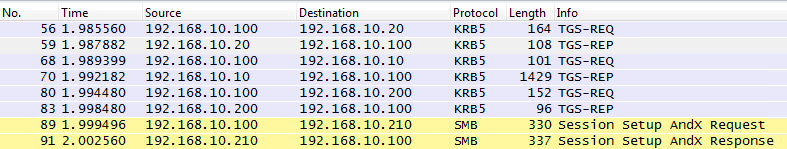 No. Time Source Destination Protocol Length Info
56 1.985560 192.168.10.100 192.168.10.20 KRB5 164 TGS-REQ
59 1.987882 192.168.10.20 192.168.10.100 KRB5 108 TGS-REP
68 1.989399 192.168.10.100 192.168.10.10 KRB5 101 TGS-REQ
70 1.992182 192.168.10.10 192.168.10.100 KRB5 1429 TGS-REP
80 1.994480 192.168.10.100 192.168.10.200 KRB5 152 TGS-REQ
83 1.998480 192.168.10.200 192.168.10.100 KRB5 96 TGS-REP
89 1.999496 192.168.10.100 192.168.10.210 SMB 330 Session Setup AndX Request
91 2.002560 192.168.10.210 192.168.10.100 SMB 337 Session Setup AndX Response